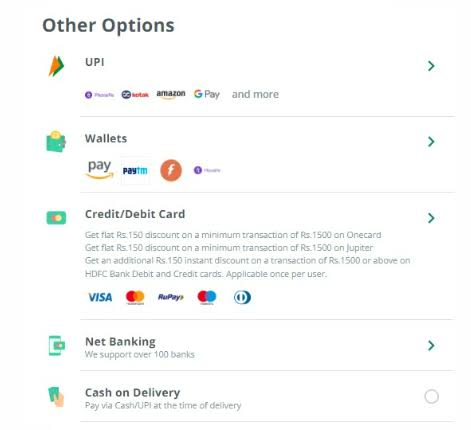 Other Options
UPI
PhonePe kotak amazon G Pay and more
Wallets
pay Paytm f PhonePe
Credit/Debit Card
Get flat Rs.150 discount on a minimum transaction of Rs.1500 on Onecard
Get flat Rs.150 discount on a minimum transaction of Rs.1500 on Jupiter
Get an additional Rs.150 instant discount on a transaction of Rs.1500 or above on
HDFC Bank Debit and Credit cards. Applicable once per user.
VISA RuPay
Net Banking
We support over 100 banks
Cash on Delivery
Pay via Cash/UPI at the time of delivery